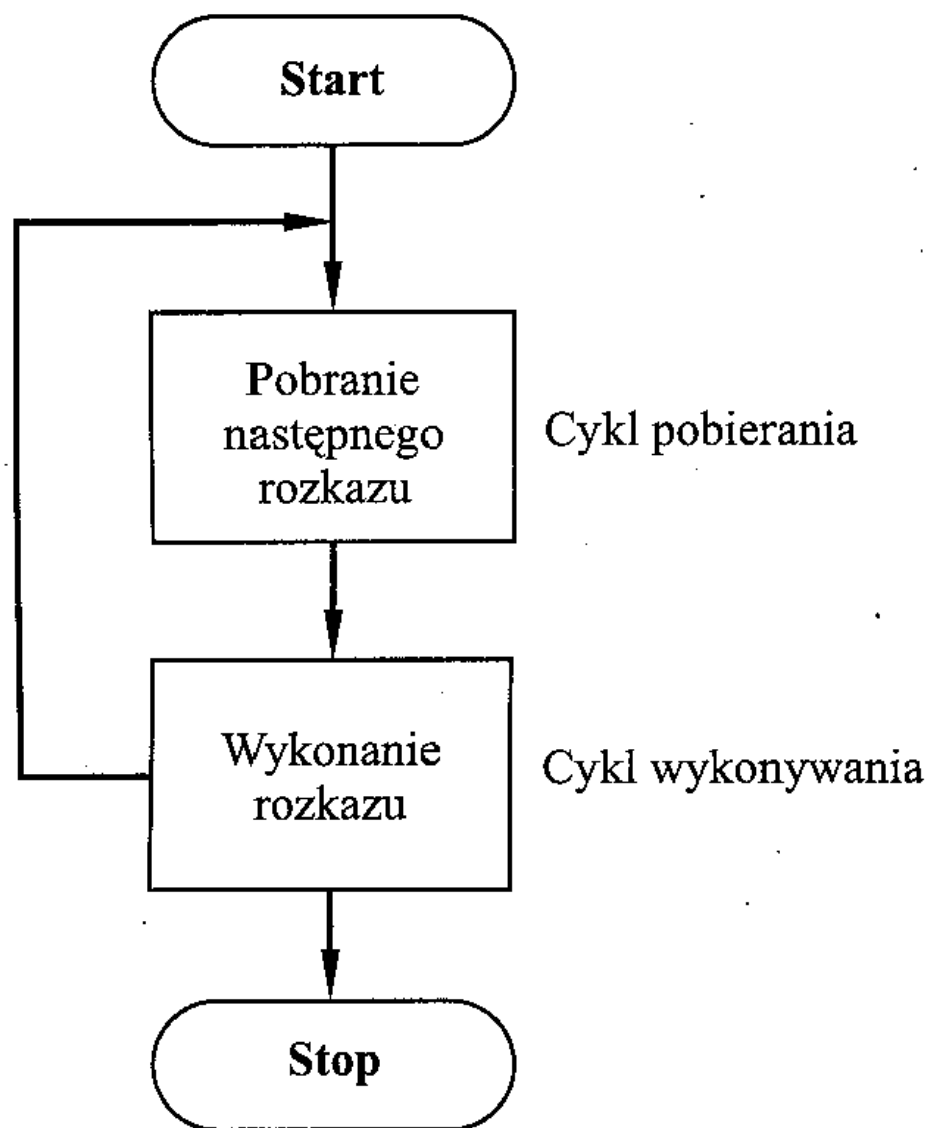 Start
Pobranie
następnego
rozkazu
Cykl pobierania
Wykonanie
rozkazu
Cykl wykonywania
Stop